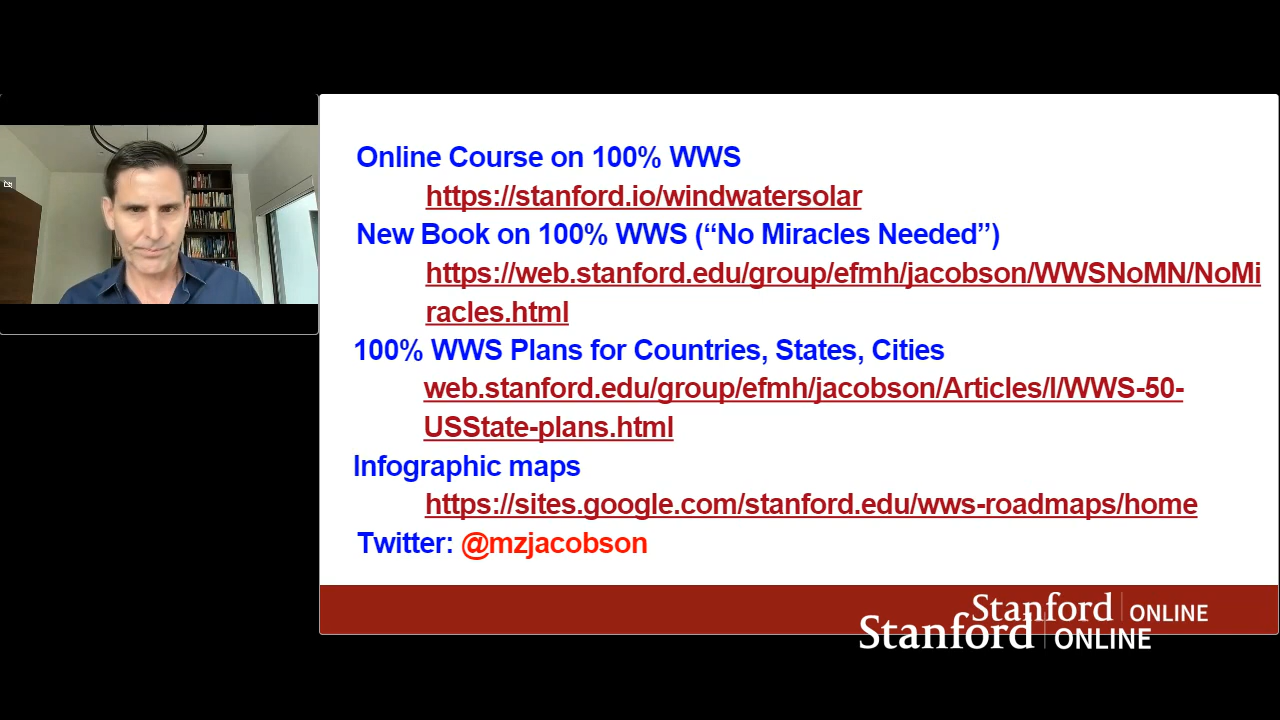 Online Course on 100% WWS
https://stanford.io/windwatersolar
New Book on 100% WWS (“No Miracles Needed”)
https://web.stanford.edu/group/efmh/jacobson/WWSNoMN/NoMi
racles.html
100% WWS Plans for Countries, States, Cities
web.stanford.edu/group/efmh/jacobson/Articles/I/WWS-50-
USState-plans.html
Infographic maps
https://sites.google.com/stanford.edu/wws-roadmaps/home
Twitter: @mzjacobson
Stanford ONLINE
Stanford ONLINE